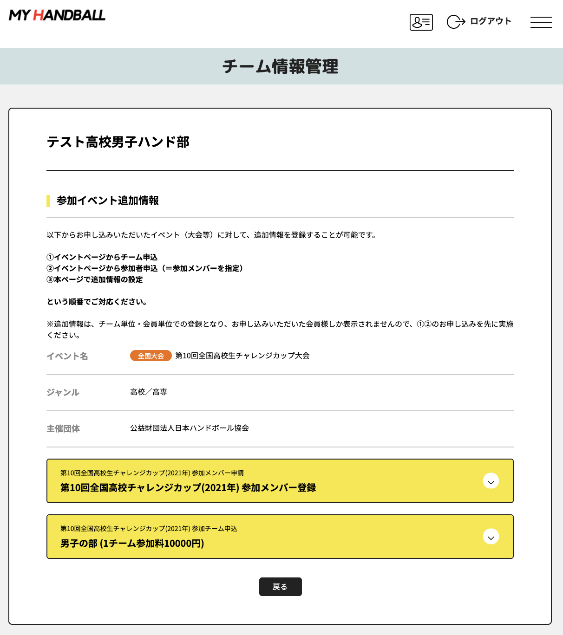 MY HANDBALL
ログアウト
チーム情報管理
テスト高校男子ハンド部
参加イベント追加情報
以下からお申し込みいただいたイベント（大会等）に対して、追加情報を登録することが可能です。
①イベントページからチーム申込
②イベントページから参加者申込（＝参加メンバーを指定）
③本ページで追加情報の設定
という順番でご対応ください。
※追加情報は、チーム単位・会員単位での登録となり、お申し込みいただいた会員様しか表示されませんので、①②のお申し込みを先に実施
ください。
イベント名 全国大会 第10回全国高校生チャレンジカップ大会
ジャンル 高校／高専
主催団体 公益財団法人日本ハンドボール協会
第10回全国高校生チャレンジカップ(2021年) 参加メンバー申請
第10回全国高校チャレンジカップ(2021年) 参加メンバー登録
第10回全国高校生チャレンジカップ(2021年) 参加チーム申込
男子の部 (1チーム参加料10000円)
戻る